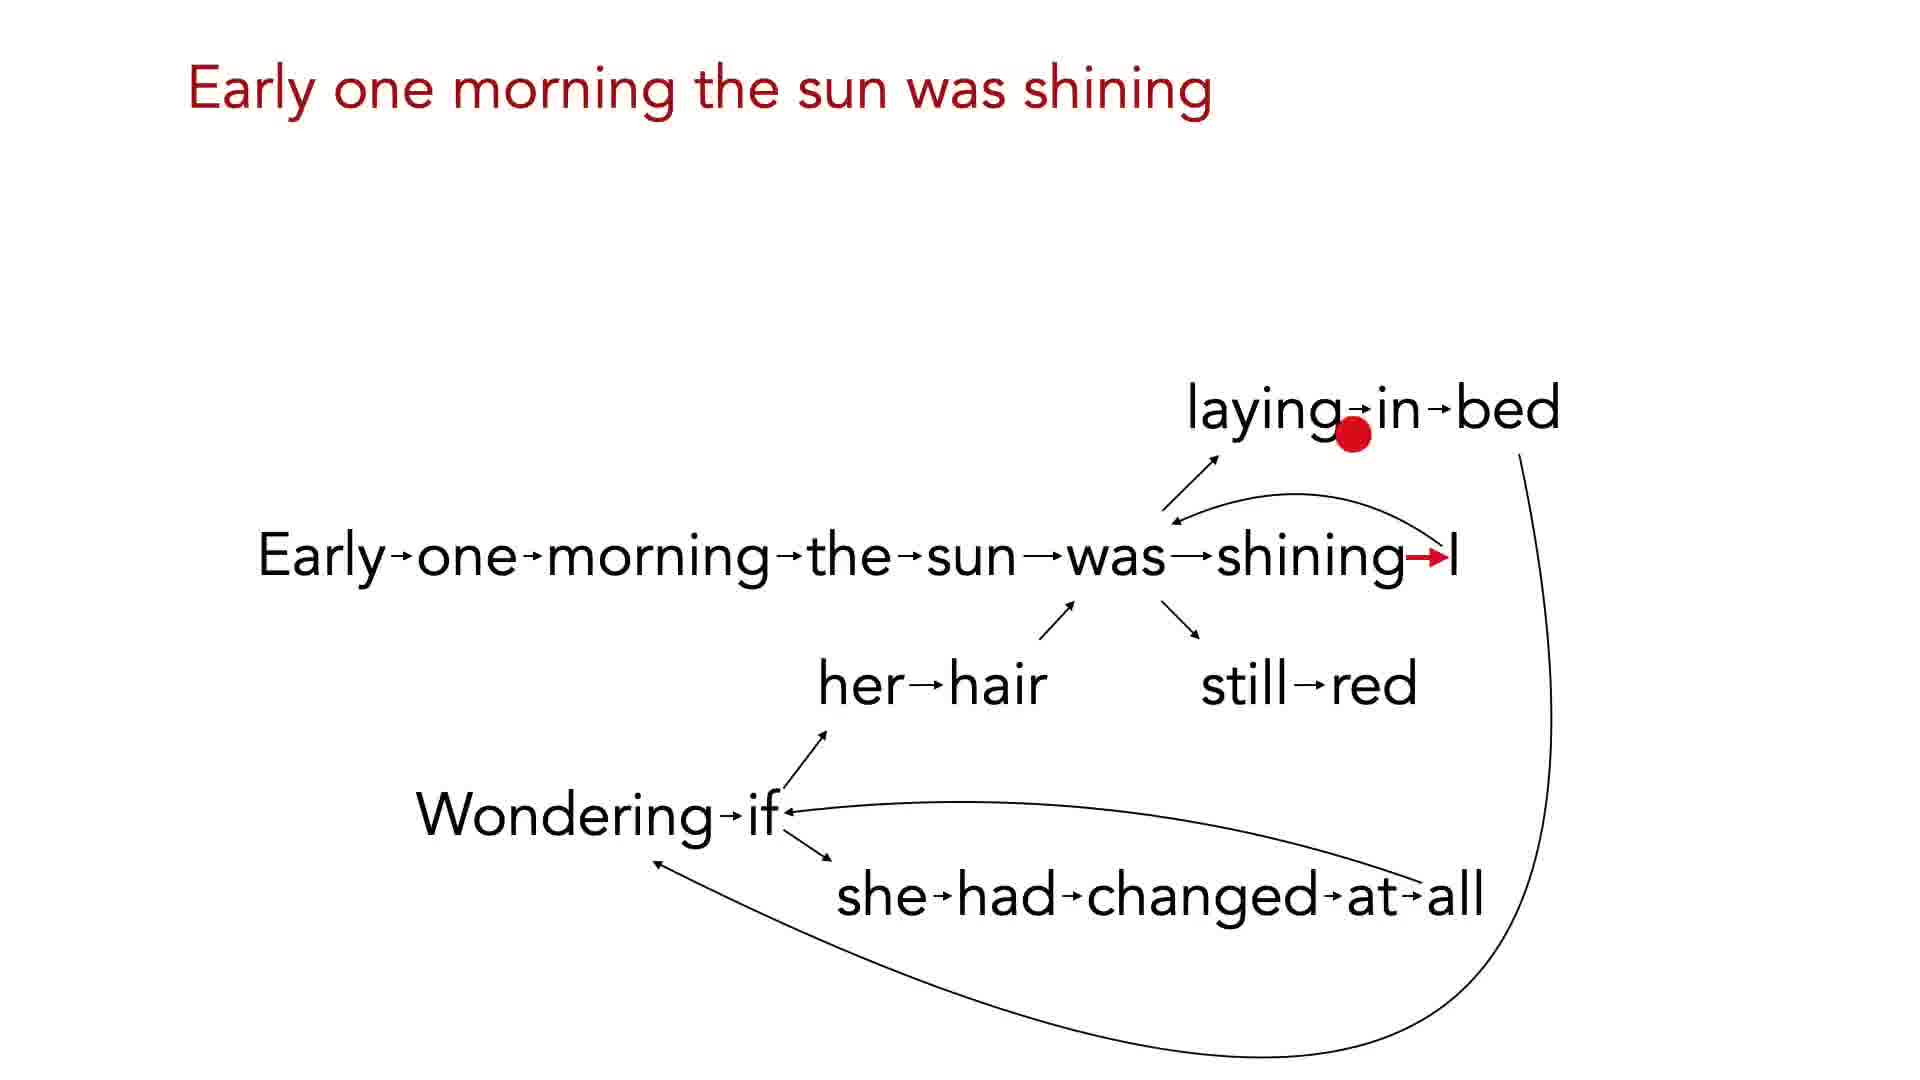 Early one morning the sun was shining
laying in bed
Early one morning the sun was shining I
her hair still red
Wondering if
she had changed at all